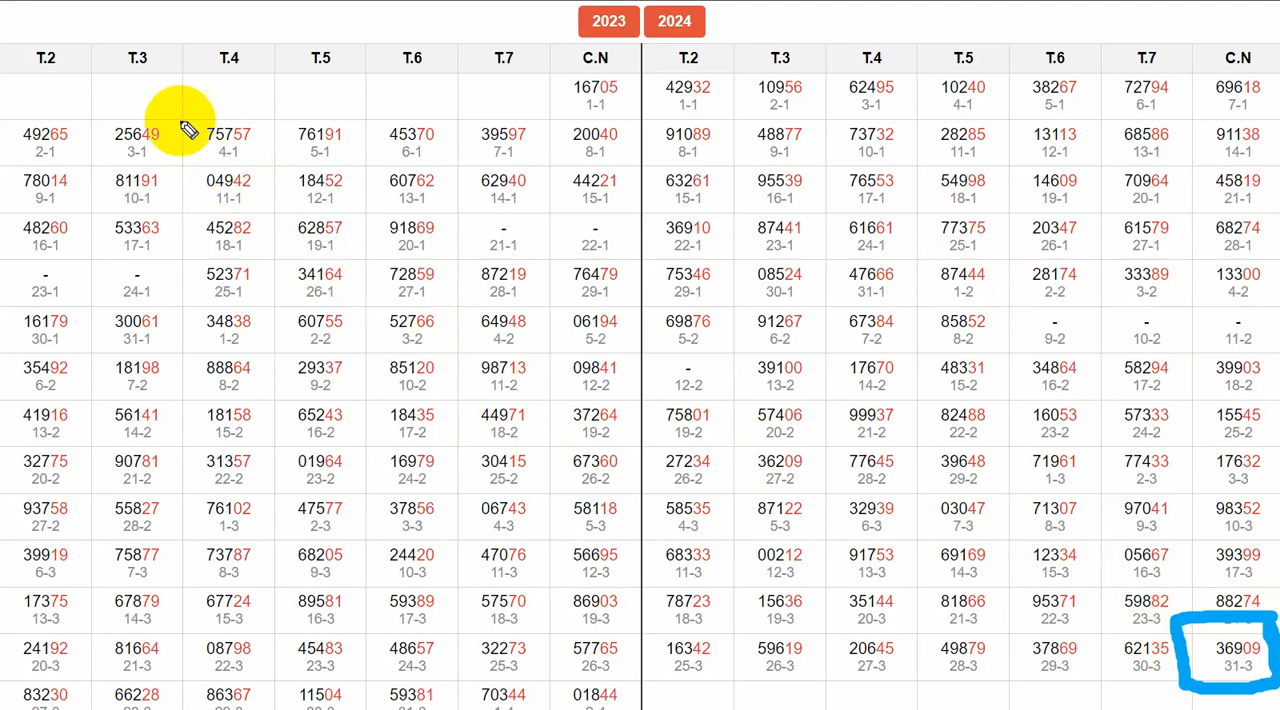 2023 2024
T.2 T.3 T.4 T.5 T.6 T.7 C.N T.2 T.3 T.4 T.5 T.6 T.7 C.N
16705 42932 10956 62495 10240 38267 72794 69618
1-1 1-1 2-1 3-1 4-1 5-1 6-1 7-1
49265 25649 75757 76191 45370 39597 20040 91089 48877 73732 28285 13113 68586 91138
2-1 3-1 4-1 5-1 6-1 7-1 8-1 8-1 9-1 10-1 11-1 12-1 13-1 14-1
78014 81191 04942 18452 60762 62940 44221 63261 95539 76553 54998 14609 70964 45819
9-1 10-1 11-1 12-1 13-1 14-1 15-1 15-1 16-1 17-1 18-1 19-1 20-1 21-1
48260 53363 45282 62857 91869 - - 36910 87441 61661 77375 20347 61579 68274
16-1 17-1 18-1 19-1 20-1 21-1 22-1 22-1 23-1 24-1 25-1 26-1 27-1 28-1
- - 52371 34164 72859 87219 76479 75346 08524 47666 87444 28174 33389 13300
23-1 24-1 25-1 26-1 27-1 28-1 29-1 29-1 30-1 31-1 1-2 2-2 3-2 4-2
16179 30061 34838 60755 52766 64948 06194 69876 91267 67384 85852 - - -
30-1 31-1 1-2 2-2 3-2 4-2 5-2 5-2 6-2 7-2 8-2 9-2 10-2 11-2
35492 18198 88864 29337 85120 98713 09841 - 39100 17670 48331 34864 58294 39903
6-2 7-2 8-2 9-2 10-2 11-2 12-2 12-2 13-2 14-2 15-2 16-2 17-2 18-2
41916 56141 18158 65243 18435 44971 37264 75801 57406 99937 82488 16053 57333 15545
13-2 14-2 15-2 16-2 17-2 18-2 19-2 19-2 20-2 21-2 22-2 23-2 24-2 25-2
32775 90781 31357 01964 16979 30415 67360 27234 36209 77645 39648 71961 77433 17632
20-2 21-2 22-2 23-2 24-2 25-2 26-2 26-2 27-2 28-2 29-2 1-3 2-3 3-3
93758 55827 76102 47577 37856 06743 58118 58535 87122 32939 03047 71307 97041 98352
27-2 28-2 1-3 2-3 3-3 4-3 5-3 4-3 5-3 6-3 7-3 8-3 9-3 10-3
39919 75877 73787 68205 24420 47076 56695 68333 00212 91753 69169 12334 05667 39399
6-3 7-3 8-3 9-3 10-3 11-3 12-3 11-3 12-3 13-3 14-3 15-3 16-3 17-3
17375 67879 67724 89581 59389 57570 86903 78723 15636 35144 81866 95371 59882 88274
13-3 14-3 15-3 16-3 17-3 18-3 19-3 18-3 19-3 20-3 21-3 22-3 23-3
24192 81664 08798 45483 48657 32273 57765 16342 59619 20645 49879 37869 62135 36909
20-3 21-3 22-3 23-3 24-3 25-3 26-3 25-3 26-3 27-3 28-3 29-3 30-3 31-3
83230 66228 86367 11504 59381 70344 01844